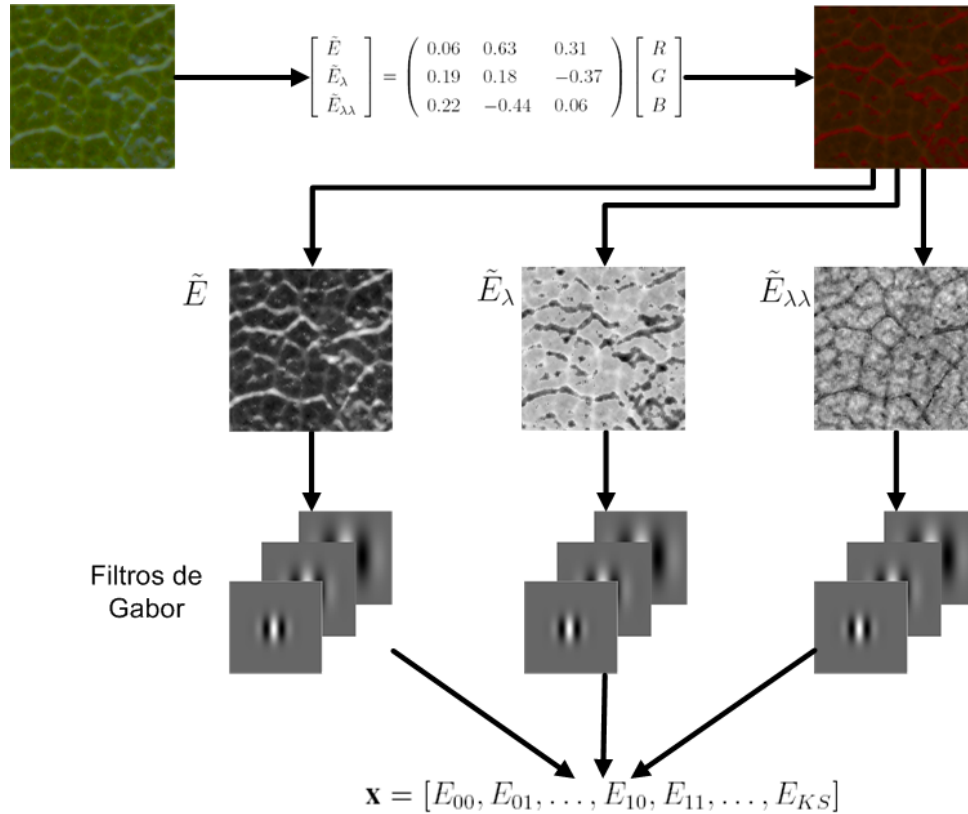 [Ẽ Ẽλ Ẽλλ] = (0.06 0.63 0.31
0.19 0.18 −0.37
0.22 −0.44 0.06) [R G B]
Ẽ
Ẽλ
Ẽλλ
Filtros de
Gabor
x = [E00, E01, . . . , E10, E11, . . . , EKS]